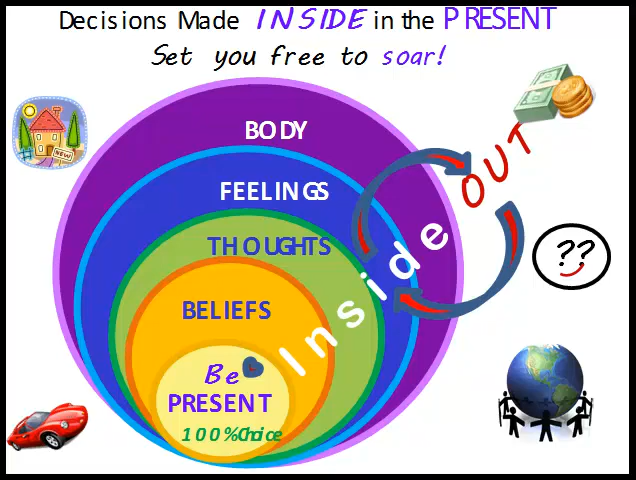 Decisions Made INSIDE in the PRESENT
Set you free to soar!
BODY
FEELINGS
THOUGHTS
BELIEFS
Be
PRESENT
100%Choice
Inside OUT
NEW
??